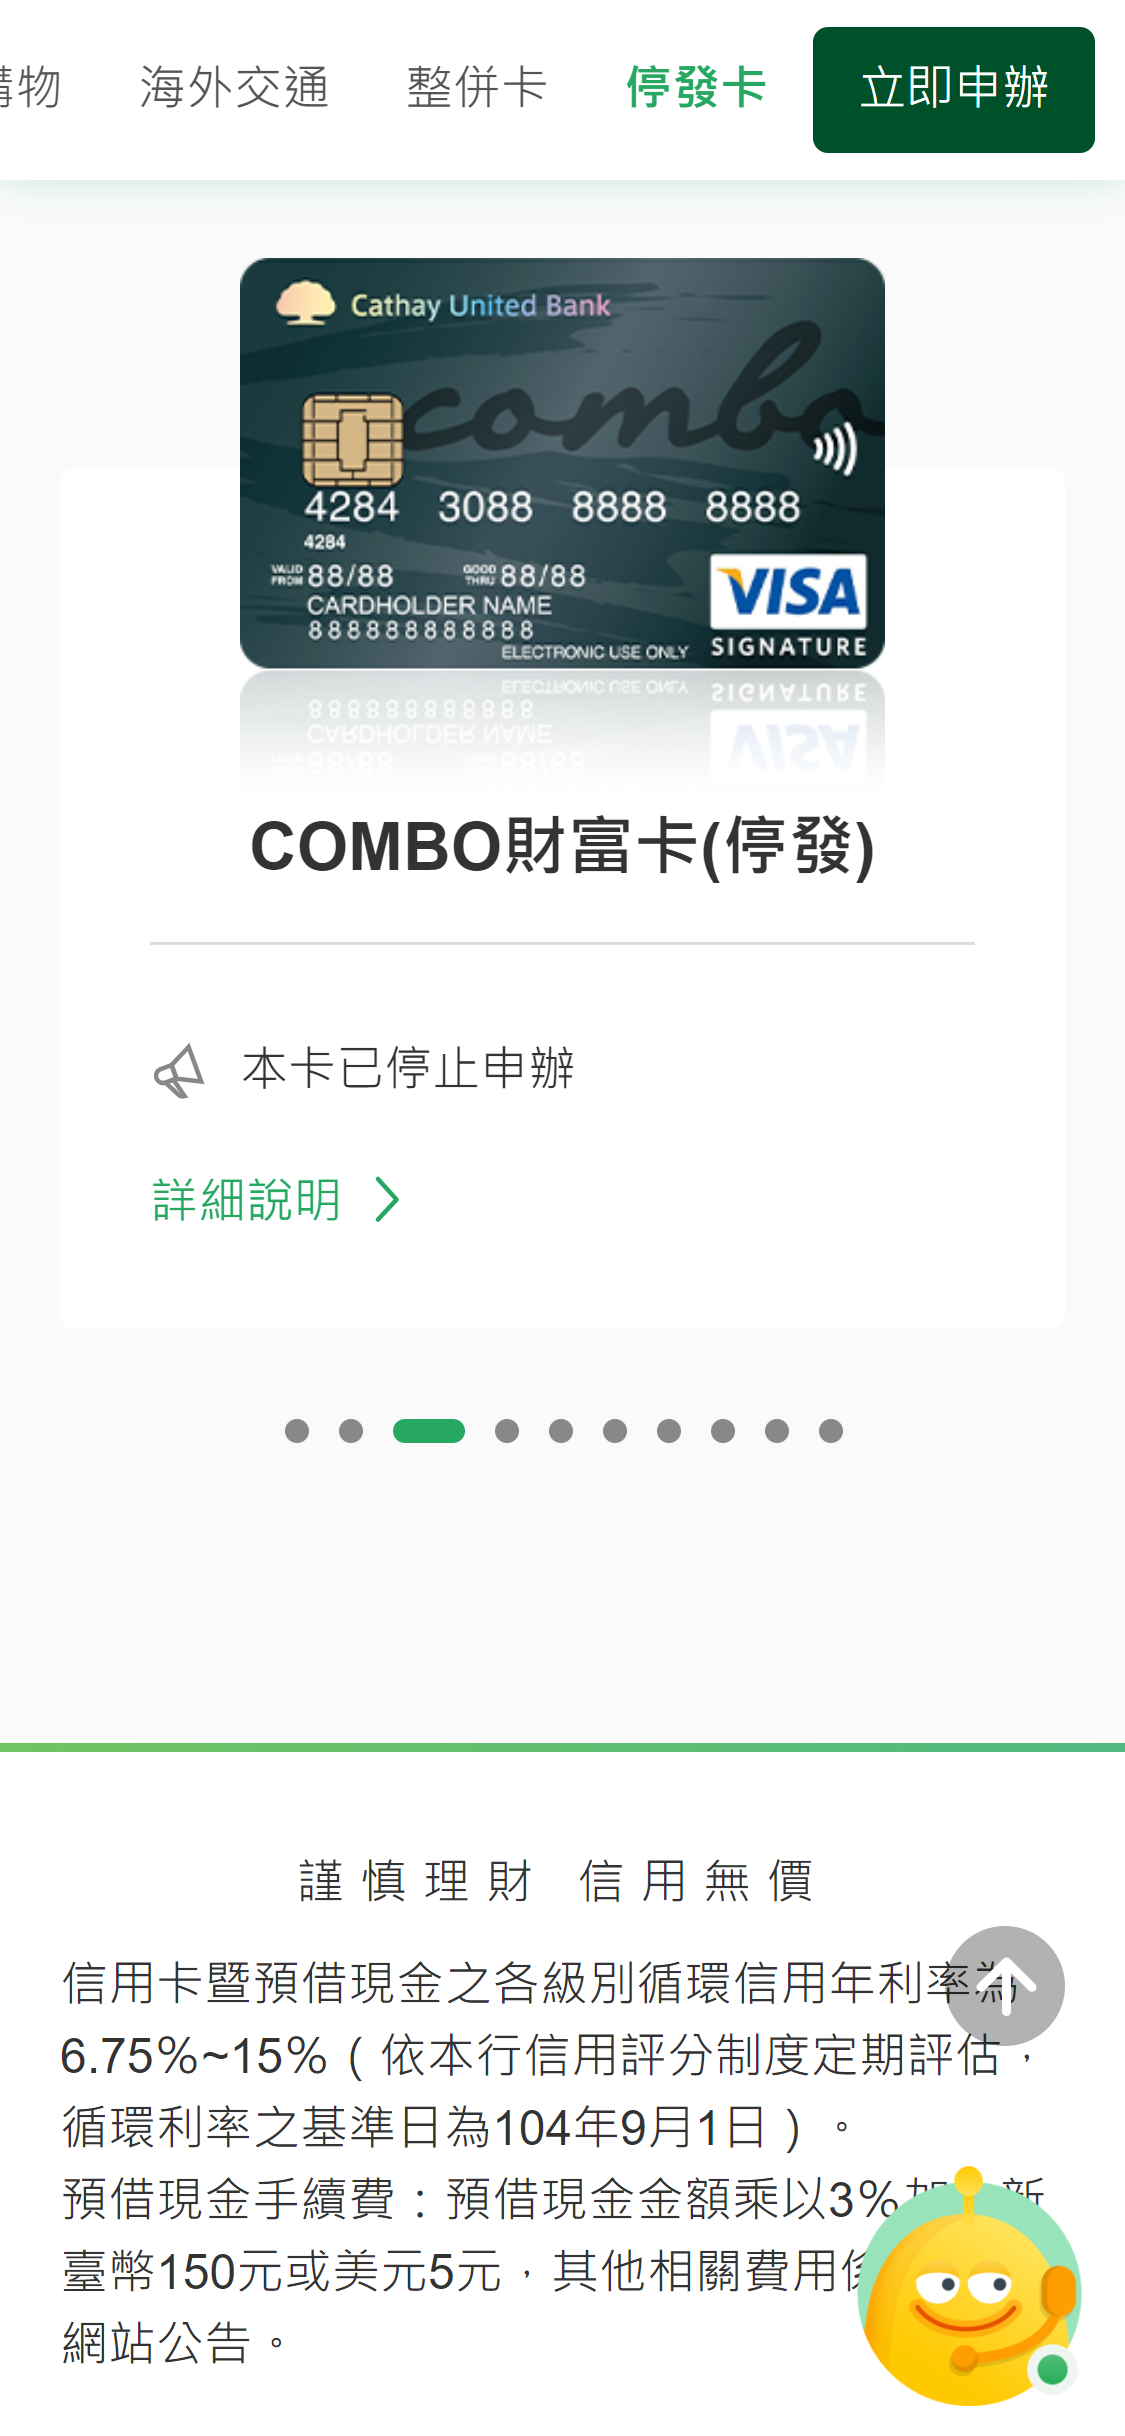 購物 海外交通 整併卡 停發卡 立即申辦
Cathay United Bank
combo
4284 3088 8888 8888
4284
VALID FROM 88/88 GOOD THRU 88/88
CARDHOLDER NAME
888888888888
ELECTRONIC USE ONLY
VISA
SIGNATURE
COMBO財富卡(停發)
本卡已停止申辦
詳細說明
謹慎理財 信用無價
信用卡暨預借現金之各級別循環信用年利率為
6.75%~15%（依本行信用評分制度定期評估，
循環利率之基準日為104年9月1日）。
預借現金手續費：預借現金金額乘以3%加 新
臺幣150元或美元5元，其他相關費用依
網站公告。